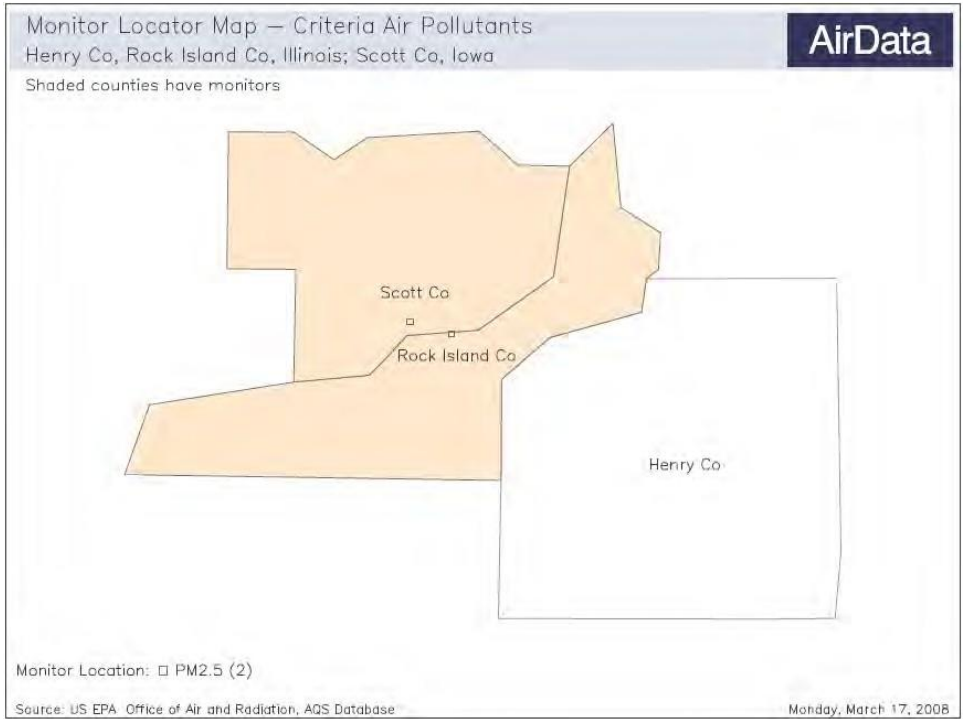 Monitor Locator Map — Criteria Air Pollutants
AirData
Henry Co, Rock Island Co, Illinois; Scott Co, Iowa
Shaded counties have monitors
Scott Co
Rock Island Co
Henry Co
Monitor Location: □ PM2.5 (2)
Source: US EPA Office of Air and Radiation, AQS Database
Monday, March 17, 2008